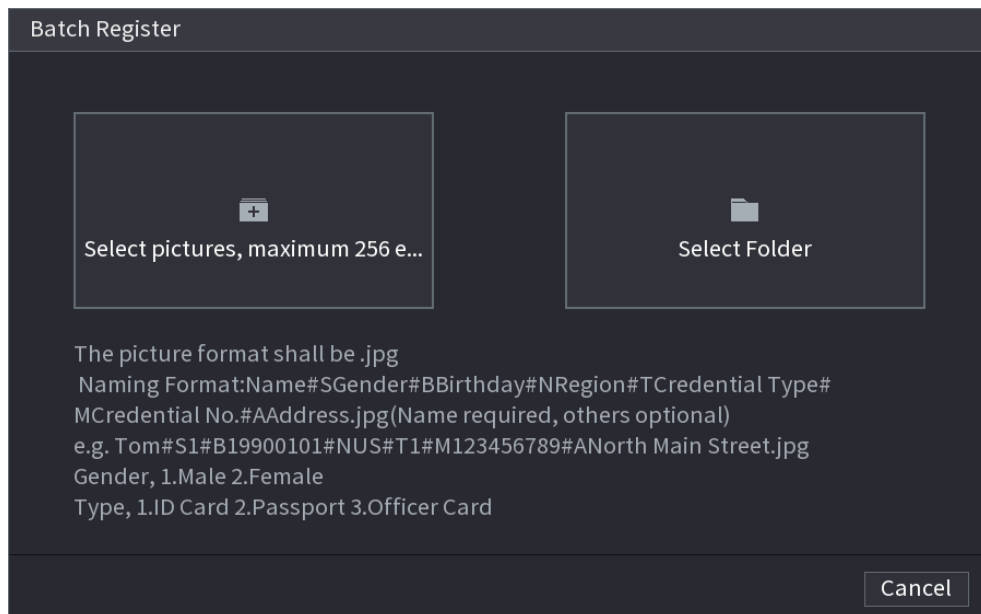 Batch Register
Select pictures, maximum 256 e...
Select Folder
The picture format shall be .jpg
Naming Format:Name#SGender#BBirthday#NRegion#TCredential Type#
MCredential No.#AAddress.jpg(Name required, others optional)
e.g. Tom#S1#B19900101#NUS#T1#M123456789#ANorth Main Street.jpg
Gender, 1.Male 2.Female
Type, 1.ID Card 2.Passport 3.Officer Card
Cancel